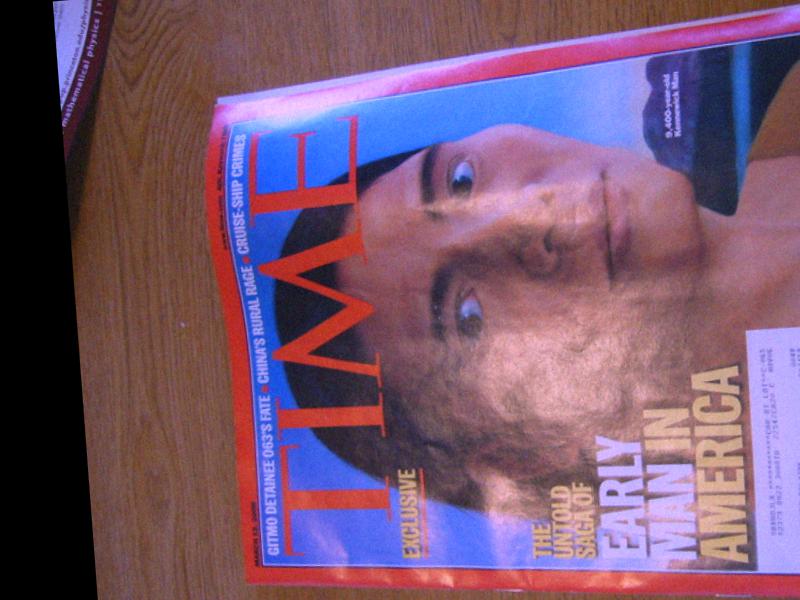 mathematical physics
GITMO DETAINEE 063'S FATE • CHINA'S RURAL RAGE • CRUISE-SHIP CRIMES
TIME
EXCLUSIVE
THE
UNTOLD
SAGA OF
EARLY
MAN IN
AMERICA
9,400-year-old
Kennewick Man